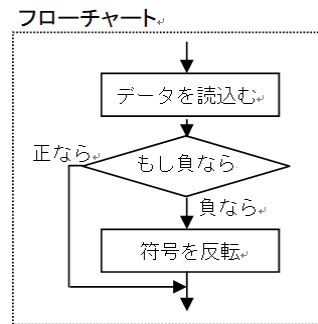 フローチャート
データを読込む
もし負なら
正なら
負なら
符号を反転